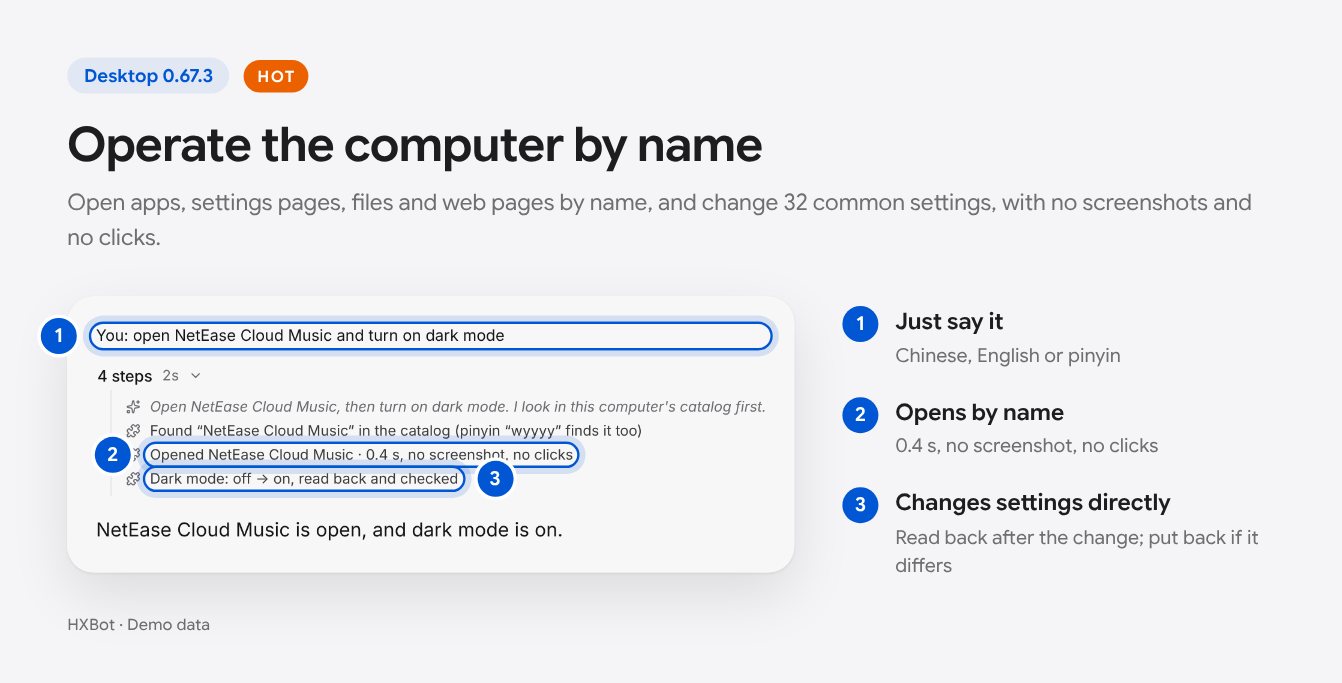 Desktop 0.67.3
HOT
Operate the computer by name
Open apps, settings pages, files and web pages by name, and change 32 common settings, with no screenshots and
no clicks.
1
You: open NetEase Cloud Music and turn on dark mode
4 steps 2s
Open NetEase Cloud Music, then turn on dark mode. I look in this computer's catalog first.
Found “NetEase Cloud Music” in the catalog (pinyin “wyyyy” finds it too)
2
Opened NetEase Cloud Music · 0.4 s, no screenshot, no clicks
Dark mode: off → on, read back and checked
3
NetEase Cloud Music is open, and dark mode is on.
1
Just say it
Chinese, English or pinyin
2
Opens by name
0.4 s, no screenshot, no clicks
3
Changes settings directly
Read back after the change; put back if it
differs
HXBot · Demo data